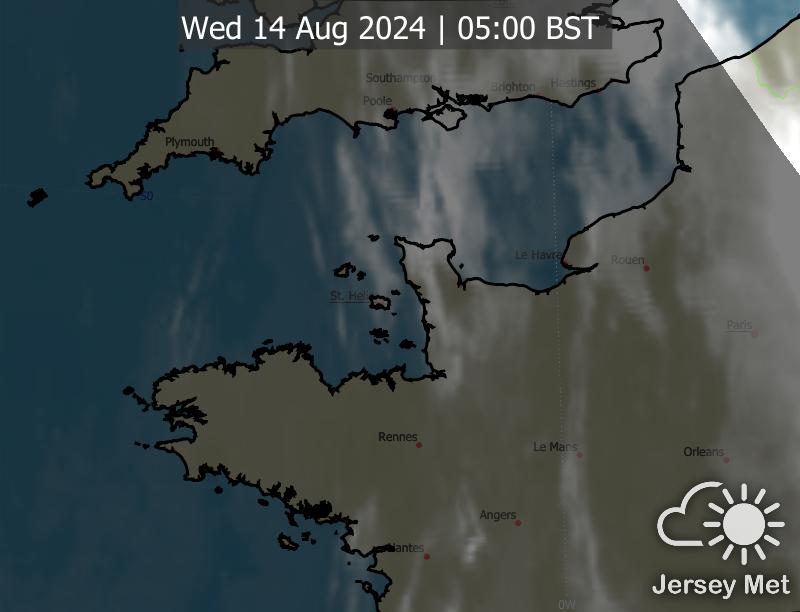 Wed 14 Aug 2024 | 05:00 BST
Southampton
Brighton
Hastings
Poole
Plymouth
50
Le Havre
Rouen
St. Heli
Paris
Rennes
Le Mans
Orleans
Angers
Nantes
Jersey Met
0W